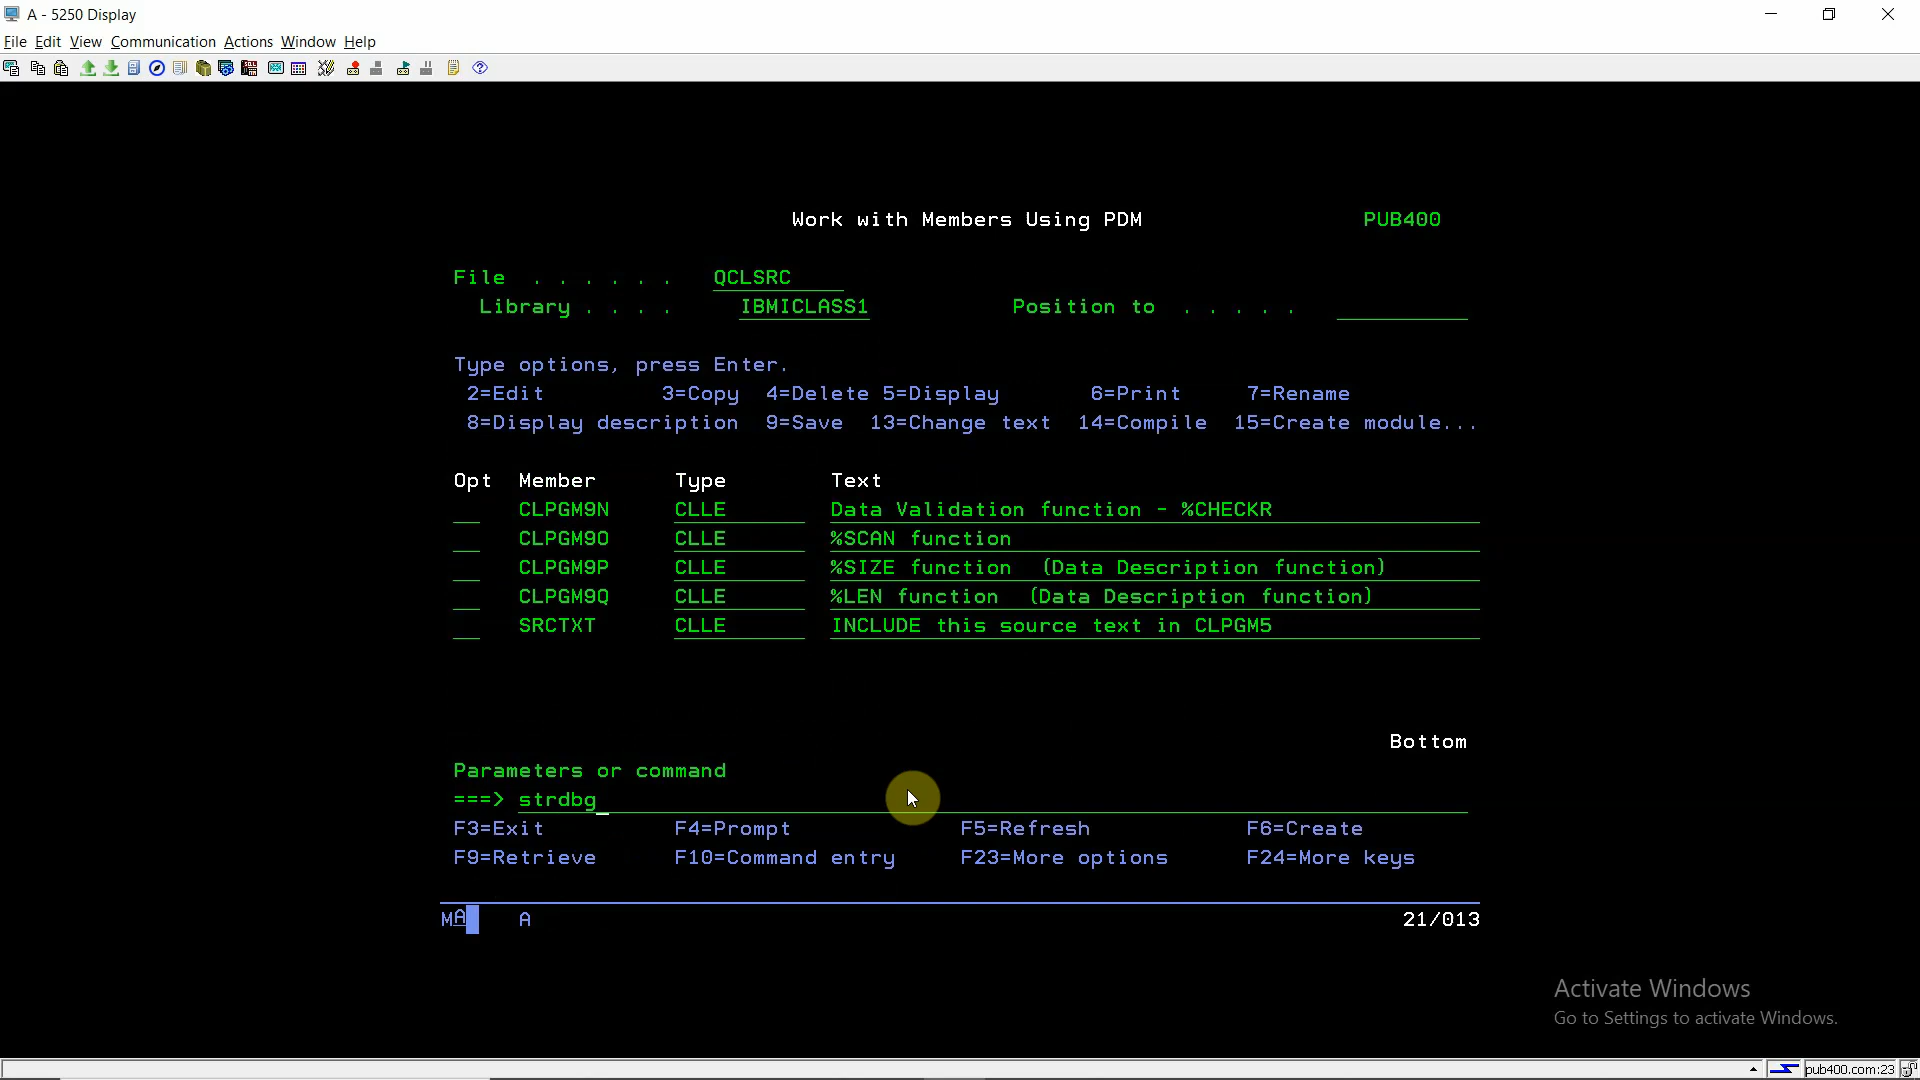 A - 5250 Display
File Edit View Communication Actions Window Help
Work with Members Using PDM PUB400
File . . . . . . QCLSRC
Library . . . . IBMICLASS1 Position to . . . . .
Type options, press Enter.
2=Edit 3=Copy 4=Delete 5=Display 6=Print 7=Rename
8=Display description 9=Save 13=Change text 14=Compile 15=Create module...
Opt Member Type Text
CLPGM9N CLLE Data Validation function - %CHECKR
CLPGM9O CLLE %SCAN function
CLPGM9P CLLE %SIZE function (Data Description function)
CLPGM9Q CLLE %LEN function (Data Description function)
SRCTXT CLLE INCLUDE this source text in CLPGM5
Bottom
Parameters or command
===> strdbg
F3=Exit F4=Prompt F5=Refresh F6=Create
F9=Retrieve F10=Command entry F23=More options F24=More keys
MA A 21/013
Activate Windows
Go to Settings to activate Windows.
pub400.com:23